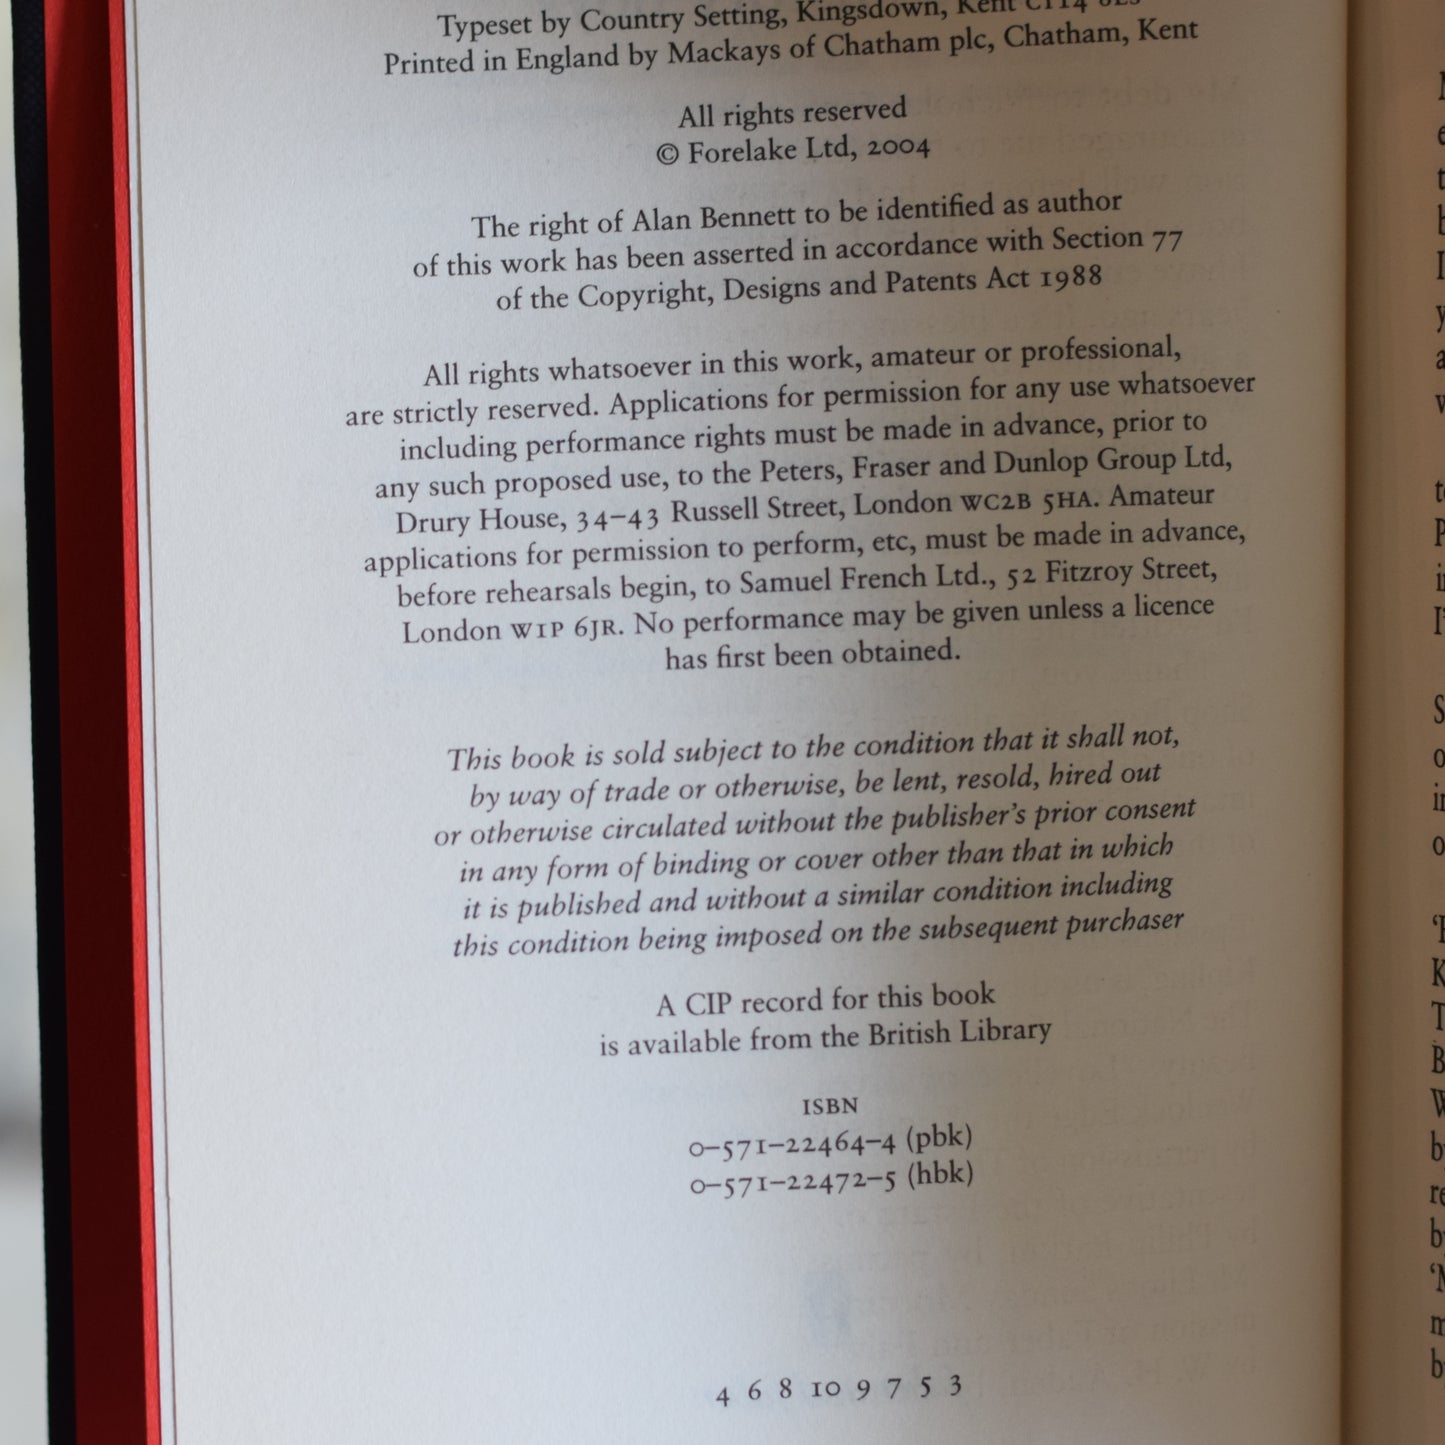 Typeset by Country Setting, Kingsdown, Kent CT14 8ES
Printed in England by Mackays of Chatham plc, Chatham, Kent
All rights reserved
© Forelake Ltd, 2004
The right of Alan Bennett to be identified as author
of this work has been asserted in accordance with Section 77
of the Copyright, Designs and Patents Act 1988
All rights whatsoever in this work, amateur or professional,
are strictly reserved. Applications for permission for any use whatsoever
including performance rights must be made in advance, prior to
any such proposed use, to the Peters, Fraser and Dunlop Group Ltd,
Drury House, 34–43 Russell Street, London WC2B 5HA. Amateur
applications for permission to perform, etc, must be made in advance,
before rehearsals begin, to Samuel French Ltd., 52 Fitzroy Street,
London W1P 6JR. No performance may be given unless a licence
has first been obtained.
This book is sold subject to the condition that it shall not,
by way of trade or otherwise, be lent, resold, hired out
or otherwise circulated without the publisher's prior consent
in any form of binding or cover other than that in which
it is published and without a similar condition including
this condition being imposed on the subsequent purchaser
A CIP record for this book
is available from the British Library
ISBN
0–571–22464–4 (pbk)
0–571–22472–5 (hbk)
4 6 8 10 9 7 5 3